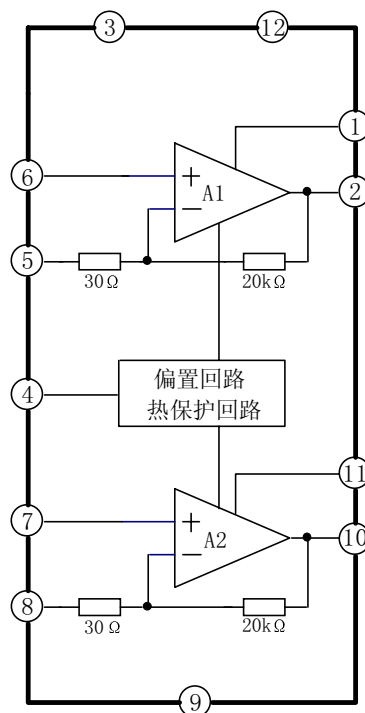 ③ ⑫
①
⑥ + A1 ②
−
⑤
30Ω 20kΩ
④ 偏置回路
热保护回路
⑪
⑦ + A2 ⑩
−
⑧
30Ω 20kΩ
⑨